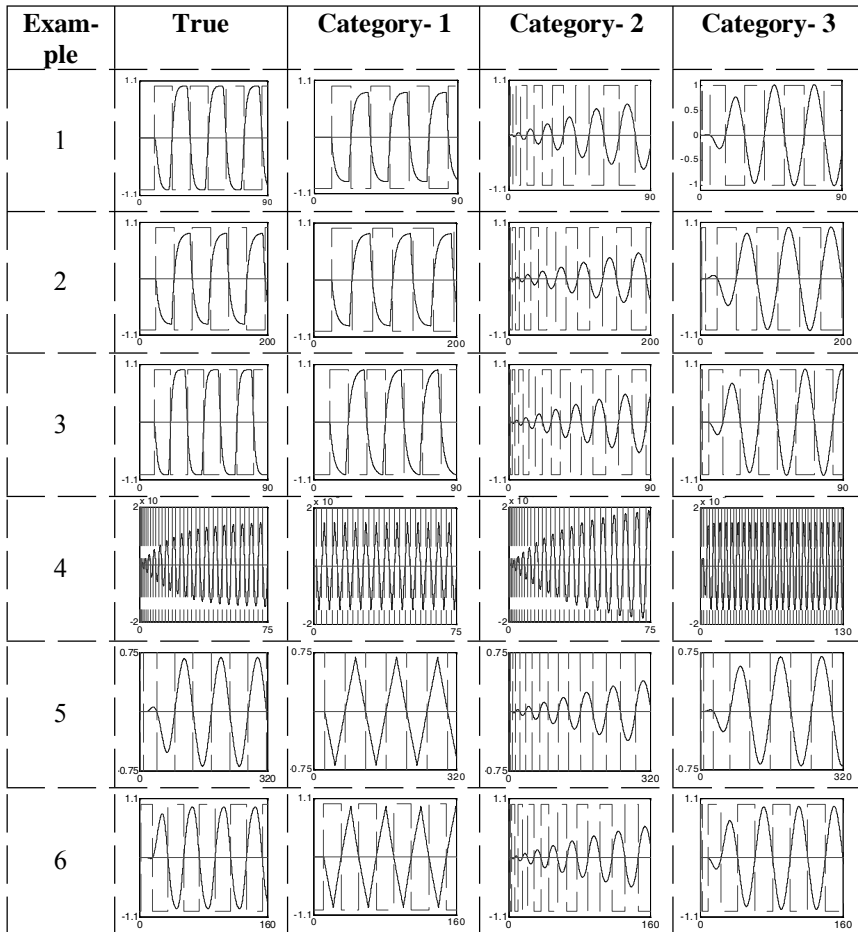 Exam- True Category- 1 Category- 2 Category- 3
ple
1.1 1.1 1.1 1
0.5
1 0
-0.5
-1.1 -1.1 -1.1 -1
0 90 0 90 0 90 0 90
1.1 1.1 1.1 1.1
2
-1.1 -1.1 -1.1 -1.1
0 200 0 200 0 200 0 200
1.1 1.1 1.1 1.1
3
-1.1 -1.1 -1.1 -1.1
0 90 0 90 0 90 0 90
x 10 x 10 x 10 x 10
2 2 2 2
4
-2 -2 -2 -2
0 75 0 75 0 75 0 130
0.75 0.75 0.75 0.75
5
-0.75 -0.75 -0.75 -0.75
0 320 0 320 0 320 0 320
1.1 1.1 1.1 1.1
6
-1.1 -1.1 -1.1 -1.1
0 160 0 160 0 160 0 160